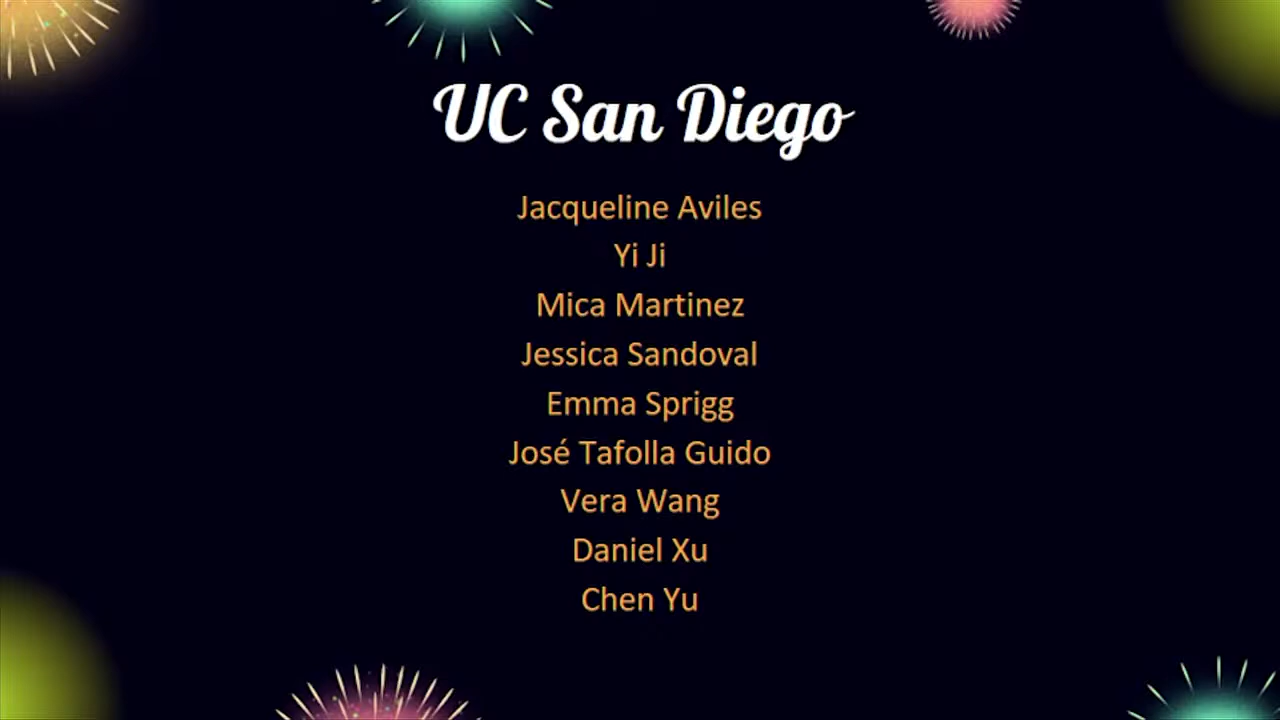 UC San Diego
Jacqueline Aviles
Yi Ji
Mica Martinez
Jessica Sandoval
Emma Sprigg
José Tafolla Guido
Vera Wang
Daniel Xu
Chen Yu